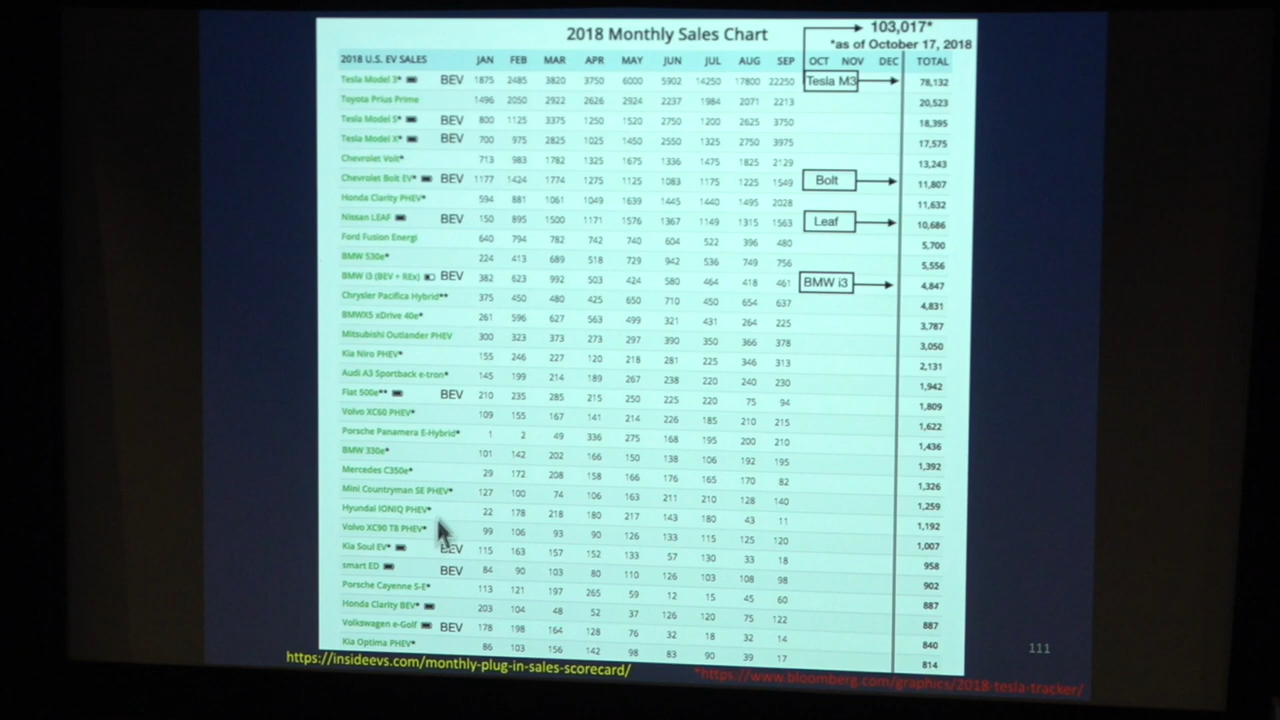 2018 Monthly Sales Chart
103,017*
*as of October 17, 2018
2018 U.S. EV SALES JAN FEB MAR APR MAY JUN JUL AUG SEP OCT NOV DEC TOTAL
Tesla Model 3* BEV 1875 2485 3820 3750 6000 5902 14250 17800 22250 Tesla M3 78,132
Toyota Prius Prime 1496 2050 2922 2626 2924 2237 1984 2071 2213 20,523
Tesla Model S* BEV 800 1125 3375 1250 1520 2750 1200 2625 3750 18,395
Tesla Model X* BEV 700 975 2825 1025 1450 2550 1325 2750 3975 17,575
Chevrolet Volt* 713 983 1782 1325 1675 1336 1475 1825 2129 13,243
Chevrolet Bolt EV* BEV 1177 1424 1774 1275 1125 1083 1175 1225 1549 Bolt 11,807
Honda Clarity PHEV* 594 881 1061 1049 1639 1445 1440 1495 2028 11,632
Nissan LEAF BEV 150 895 1500 1171 1576 1367 1149 1315 1563 Leaf 10,686
Ford Fusion Energi 640 794 782 742 740 604 522 396 480 5,700
BMW 530e* 224 413 689 518 729 942 536 749 756 5,556
BMW i3 (BEV + REx) BEV 382 623 992 503 424 580 464 418 461 BMW i3 4,847
Chrysler Pacifica Hybrid** 375 450 480 425 650 710 450 654 637 4,831
BMWX5 xDrive 40e* 261 596 627 563 499 321 431 264 225 3,787
Mitsubishi Outlander PHEV 300 323 373 273 297 390 350 366 378 3,050
Kia Niro PHEV* 155 246 227 120 218 281 225 346 313 2,131
Audi A3 Sportback e-tron* 145 199 214 189 267 238 220 240 230 1,942
Fiat 500e** BEV 210 235 285 215 250 225 220 75 94 1,809
Volvo XC60 PHEV* 109 155 167 141 214 226 185 210 215 1,622
Porsche Panamera E-Hybrid* 1 2 49 336 275 168 195 200 210 1,436
BMW 330e* 101 142 202 166 150 138 106 192 195 1,392
Mercedes C350e* 29 172 208 158 166 176 165 170 82 1,326
Mini Countryman SE PHEV* 127 100 74 106 163 211 210 128 140 1,259
Hyundai IONIQ PHEV* 22 178 218 180 217 143 180 43 11 1,192
Volvo XC90 T8 PHEV* 99 106 93 90 126 133 115 125 120 1,007
Kia Soul EV* BEV 115 163 157 152 133 57 130 33 18 958
smart ED BEV 84 90 103 80 110 126 103 108 98 902
Porsche Cayenne S-E* 113 121 197 265 59 12 15 45 60 887
Honda Clarity BEV* 203 104 48 52 37 126 120 75 122 887
Volkswagen e-Golf BEV 178 198 164 128 76 32 18 32 14 840
Kia Optima PHEV* 86 103 156 142 98 83 90 39 17 814
111
https://insideevs.com/monthly-plug-in-sales-scorecard/
*https://www.bloomberg.com/graphics/2018-tesla-tracker/